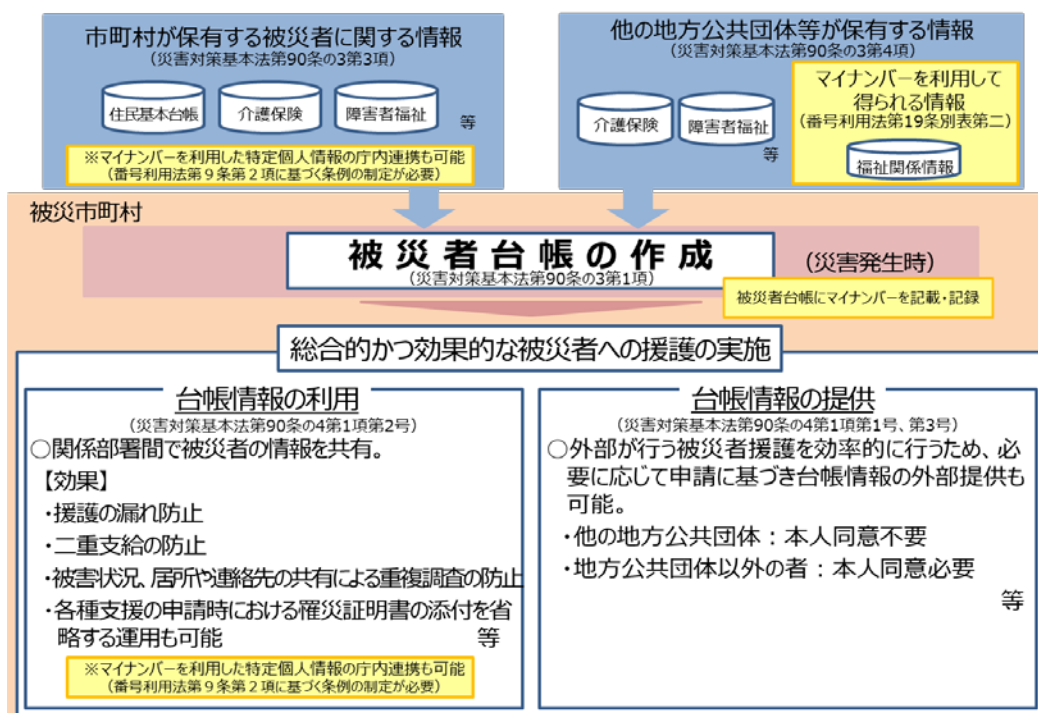 市町村が保有する被災者に関する情報
(災害対策基本法第90条の3第3項)
住民基本台帳
介護保険
障害者福祉
等
※マイナンバーを利用した特定個人情報の庁内連携も可能
(番号利用法第9条第2項に基づく条例の制定が必要)
他の地方公共団体等が保有する情報
(災害対策基本法第90条の3第4項)
介護保険
障害者福祉
等
マイナンバーを利用して
得られる情報
(番号利用法第19条別表第二)
福祉関係情報
被災市町村
被災者台帳の作成
(災害対策基本法第90条の3第1項)
(災害発生時)
被災者台帳にマイナンバーを記載・記録
総合的かつ効果的な被災者への援護の実施
台帳情報の利用
(災害対策基本法第90条の4第1項第2号)
○関係部署間で被災者の情報を共有。
【効果】
・援護の漏れ防止
・二重支給の防止
・被害状況、居所や連絡先の共有による重複調査の防止
・各種支援の申請時における罹災証明書の添付を省
略する運用も可能
等
※マイナンバーを利用した特定個人情報の庁内連携も可能
(番号利用法第9条第2項に基づく条例の制定が必要)
台帳情報の提供
(災害対策基本法第90条の4第1項第1号、第3号)
○外部が行う被災者援護を効率的に行うため、必
要に応じて申請に基づき台帳情報の外部提供も
可能。
・他の地方公共団体：本人同意不要
・地方公共団体以外の者：本人同意必要
等